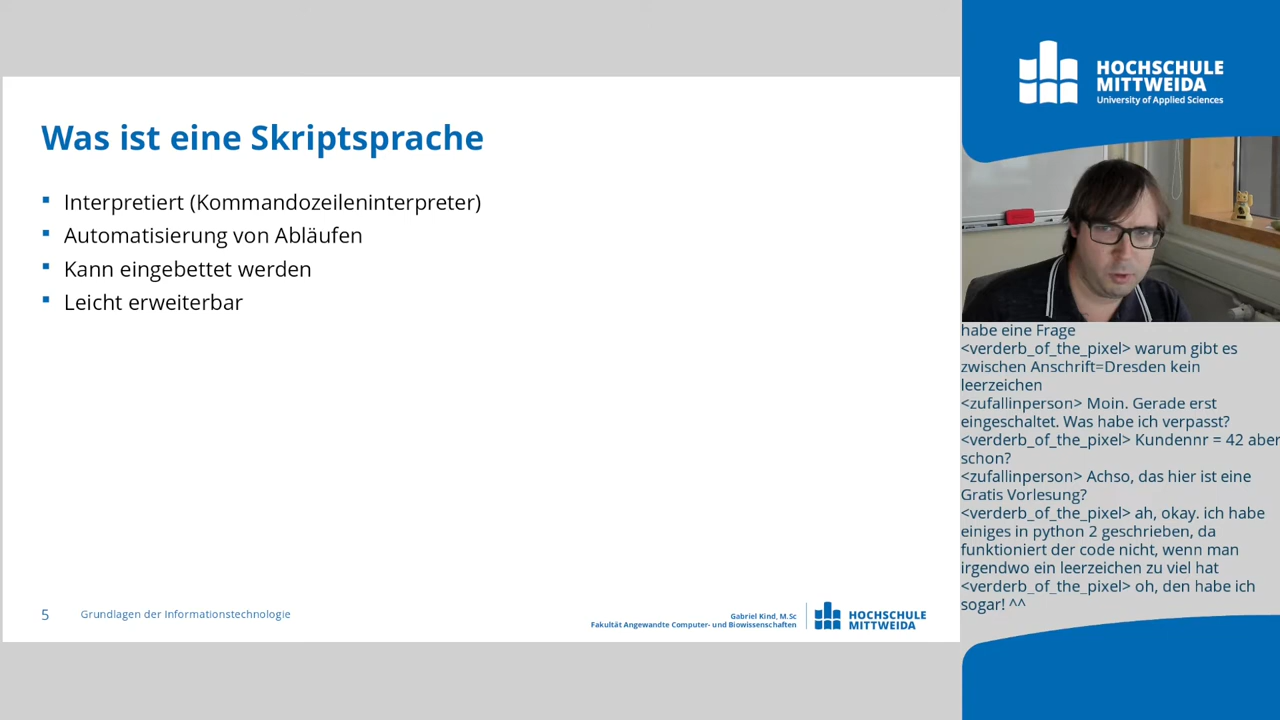 Was ist eine Skriptsprache
▪ Interpretiert (Kommandozeileninterpreter)
▪ Automatisierung von Abläufen
▪ Kann eingebettet werden
▪ Leicht erweiterbar
5
Grundlagen der Informationstechnologie
Gabriel Kind, M.Sc
Fakultät Angewandte Computer- und Biowissenschaften
HOCHSCHULE
MITTWEIDA
HOCHSCHULE
MITTWEIDA
University of Applied Sciences
habe eine Frage
<verderb_of_the_pixel> warum gibt es
zwischen Anschrift=Dresden kein
leerzeichen
<zufallinperson> Moin. Gerade erst
eingeschaltet. Was habe ich verpasst?
<verderb_of_the_pixel> Kundennr = 42 aber
schon?
<zufallinperson> Achso, das hier ist eine
Gratis Vorlesung?
<verderb_of_the_pixel> ah, okay. ich habe
einiges in python 2 geschrieben, da
funktioniert der code nicht, wenn man
irgendwo ein leerzeichen zu viel hat
<verderb_of_the_pixel> oh, den habe ich
sogar! ^^